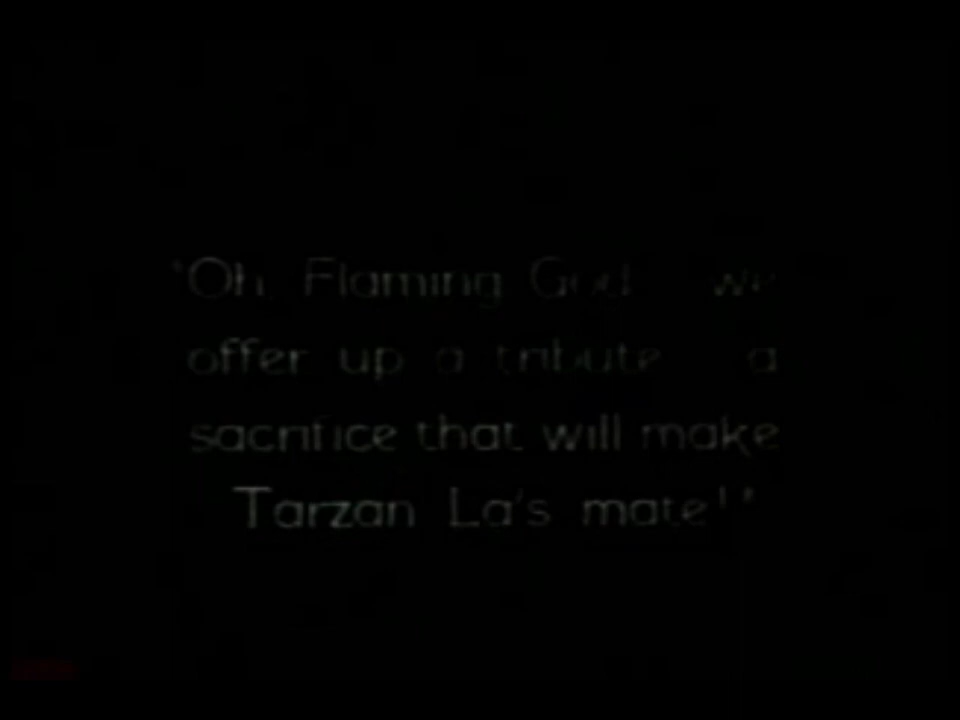 "Oh, Flaming God we
offer up a tribute a
sacrifice that will make
Tarzan La's mate!"